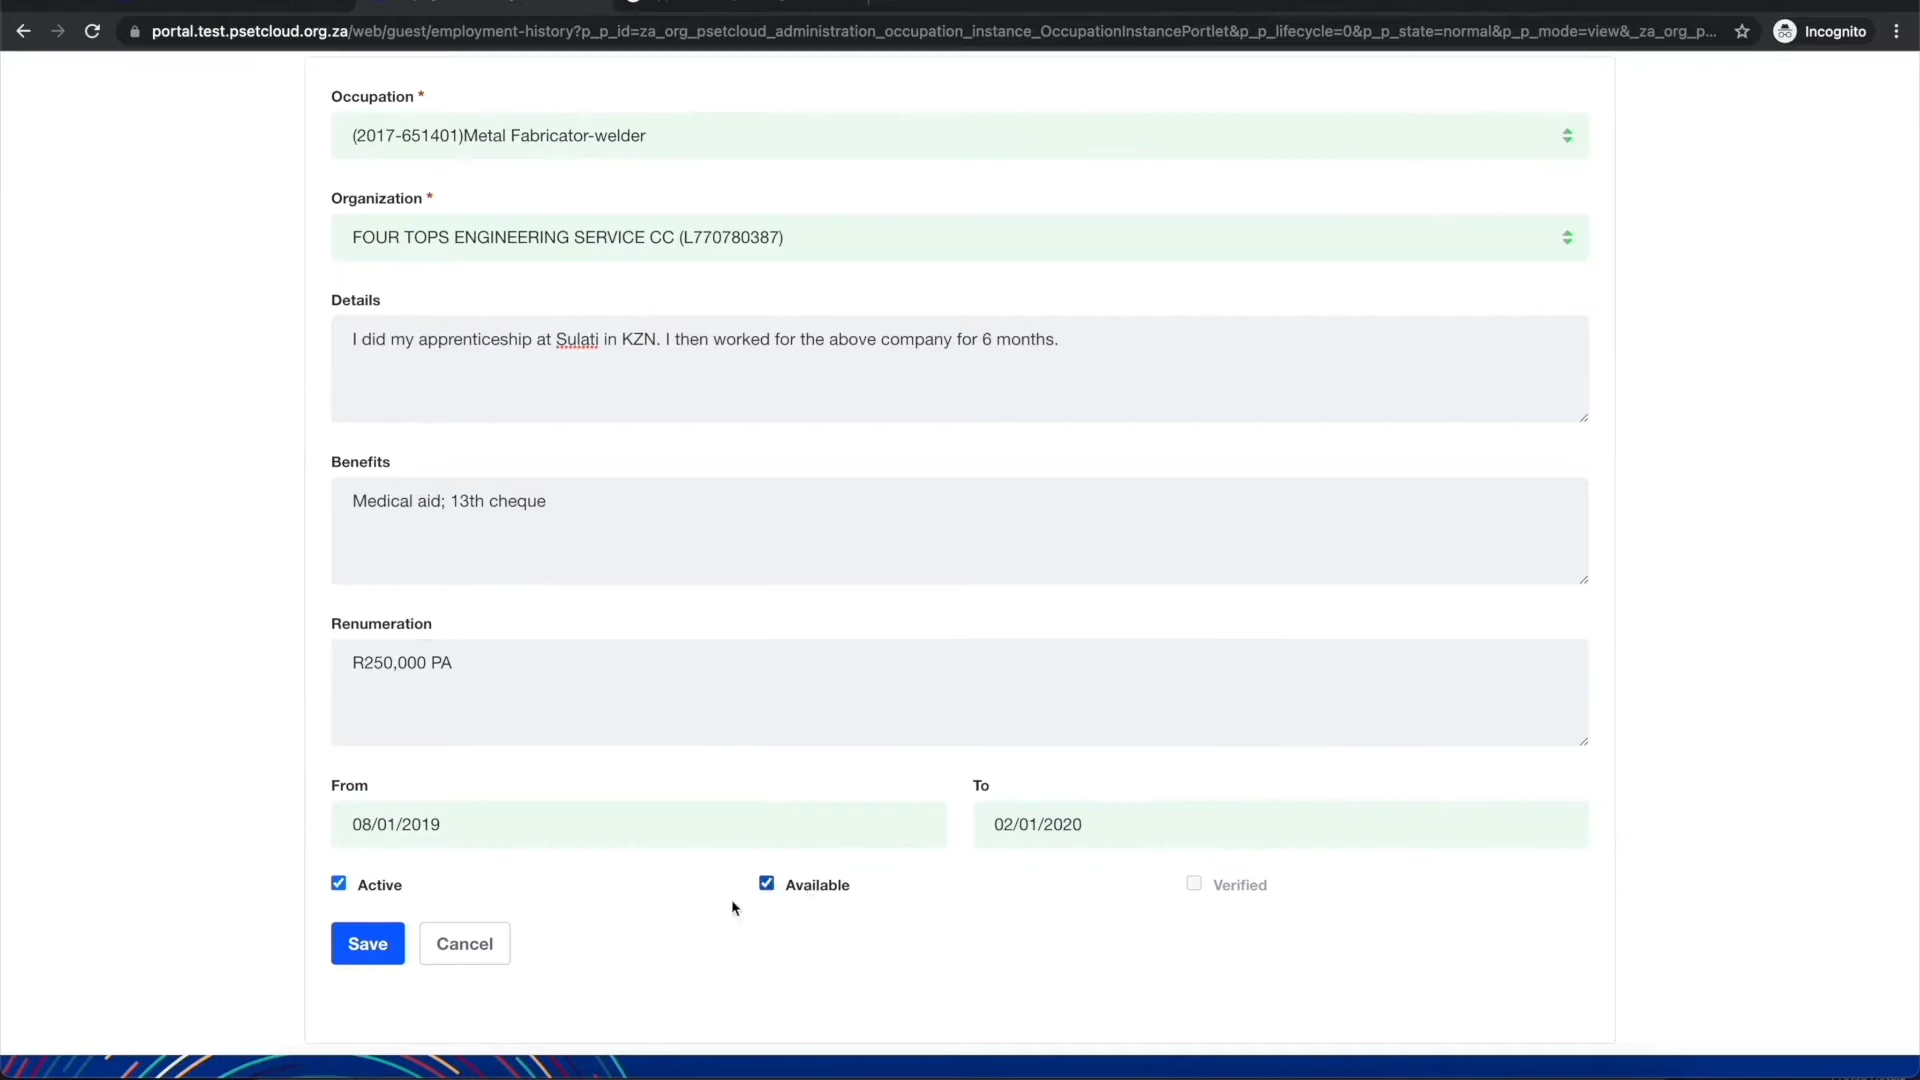 portal.test.psetcloud.org.za/web/guest/employment-history?p_p_id=za_org_psetcloud_administration_occupation_instance_OccupationInstancePortlet&p_p_lifecycle=0&p_p_state=normal&p_p_mode=view&_za_org_p...
Incognito
Occupation *
(2017-651401)Metal Fabricator-welder
Organization *
FOUR TOPS ENGINEERING SERVICE CC (L770780387)
Details
I did my apprenticeship at Sulati in KZN. I then worked for the above company for 6 months.
Benefits
Medical aid; 13th cheque
Renumeration
R250,000 PA
From
To
08/01/2019
02/01/2020
Active
Available
Verified
Save
Cancel